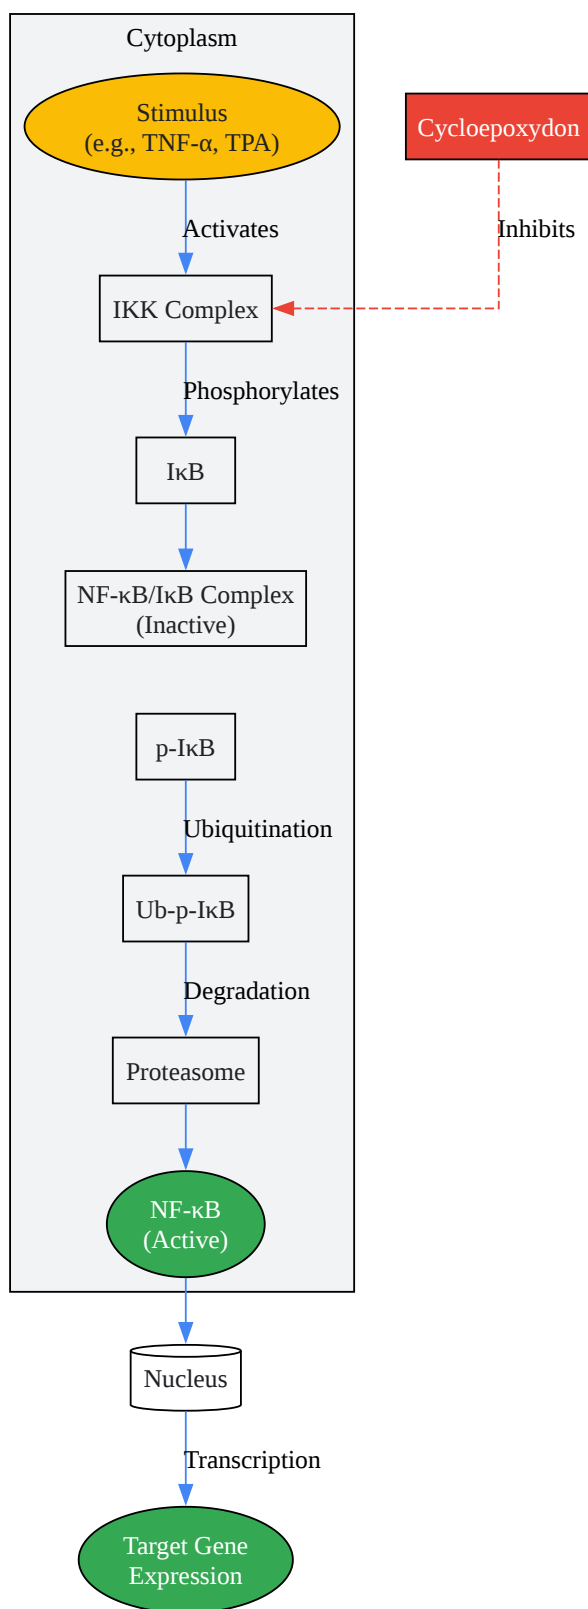 Cytoplasm
Stimulus
(e.g., TNF-α, TPA)
Cycloepoxydon
Activates
Inhibits
IKK Complex
Phosphorylates
IκB
NF-κB/IκB Complex
(Inactive)
p-IκB
Ubiquitination
Ub-p-IκB
Degradation
Proteasome
NF-κB
(Active)
Nucleus
Transcription
Target Gene
Expression